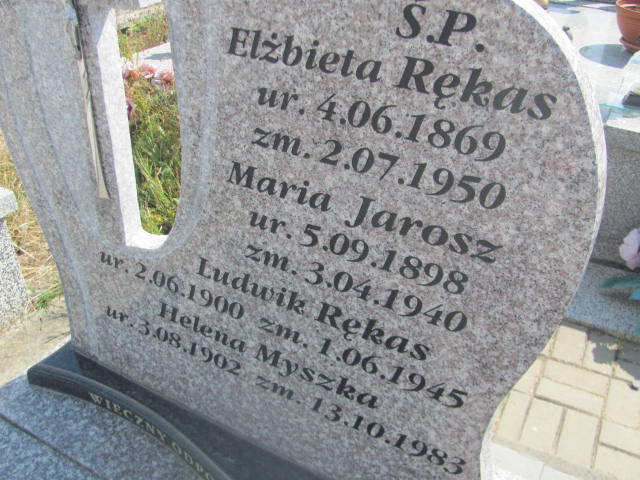 Ś.P.
Elżbieta Rękas
ur. 4.06.1869
zm. 2.07.1950
Maria Jarosz
ur. 5.09.1898
zm. 3.04.1940
Ludwik Rękas
ur. 2.06.1900 zm. 1.06.1945
Helena Myszka
ur. 3.08.1902 zm. 13.10.1983
WIECZNY